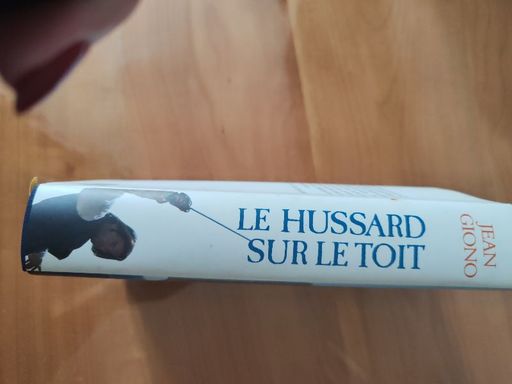 LE HUSSARD
SUR LE TOIT
JEAN
GIONO